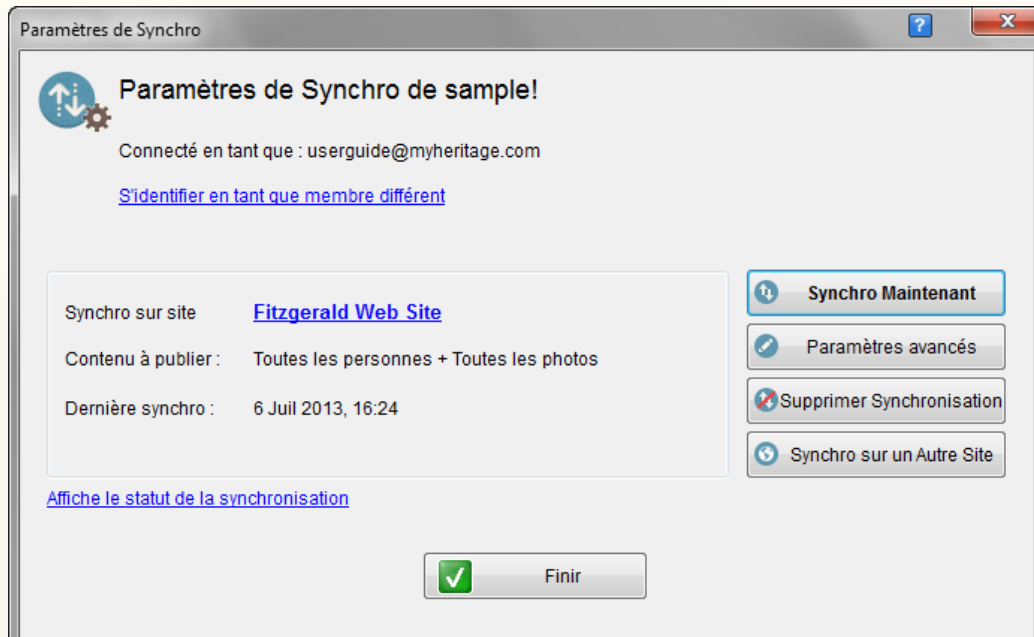 Paramètres de Synchro
?
Paramètres de Synchro de sample!
Connecté en tant que : userguide@myheritage.com
S'identifier en tant que membre différent
Synchro sur site Fitzgerald Web Site
Contenu à publier : Toutes les personnes + Toutes les photos
Dernière synchro : 6 Juil 2013, 16:24
Synchro Maintenant
Paramètres avancés
Supprimer Synchronisation
Synchro sur un Autre Site
Affiche le statut de la synchronisation
Finir